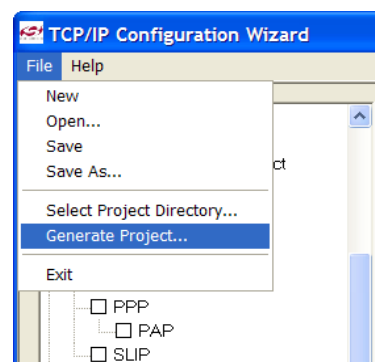 TCP/IP Configuration Wizard
File Help
New
Open...
Save
ct
Save As...
Select Project Directory...
Generate Project...
Exit
PPP
PAP
SLIP